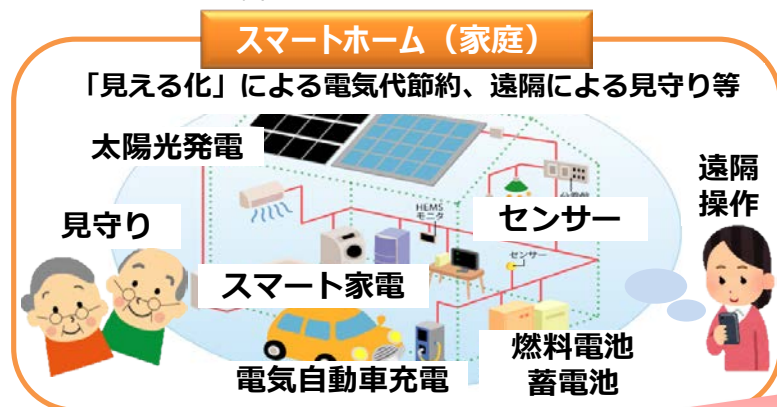 スマートホーム（家庭）
「見える化」による電気代節約、遠隔による見守り等
太陽光発電
遠隔
操作
HEMS
モニタ
センサー
見守り
センサー
スマート家電
燃料電池
蓄電池
電気自動車充電